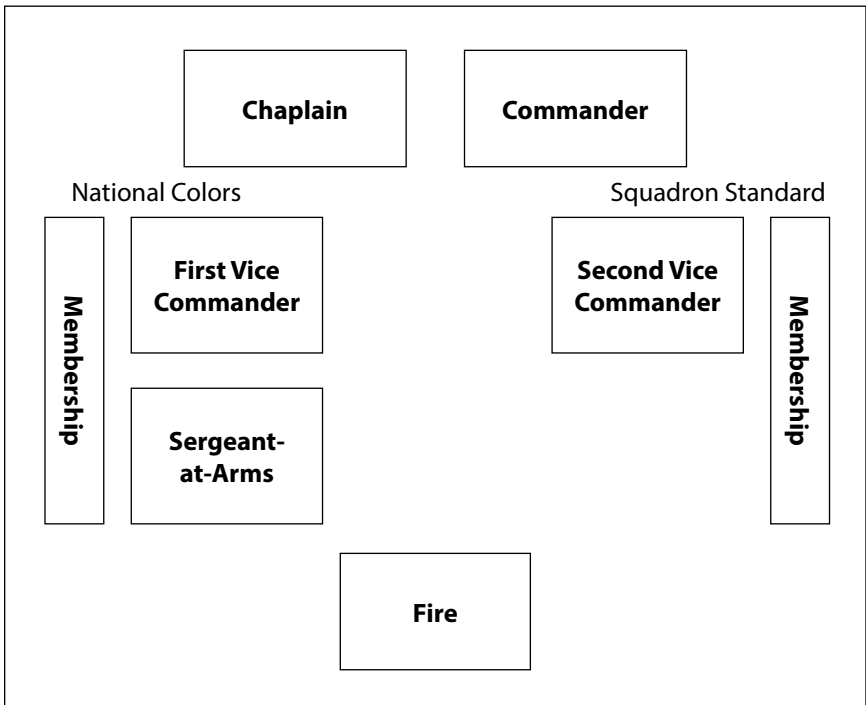 Chaplain
Commander
National Colors
Squadron Standard
Membership
First Vice
Commander
Second Vice
Commander
Membership
Sergeant-
at-Arms
Fire